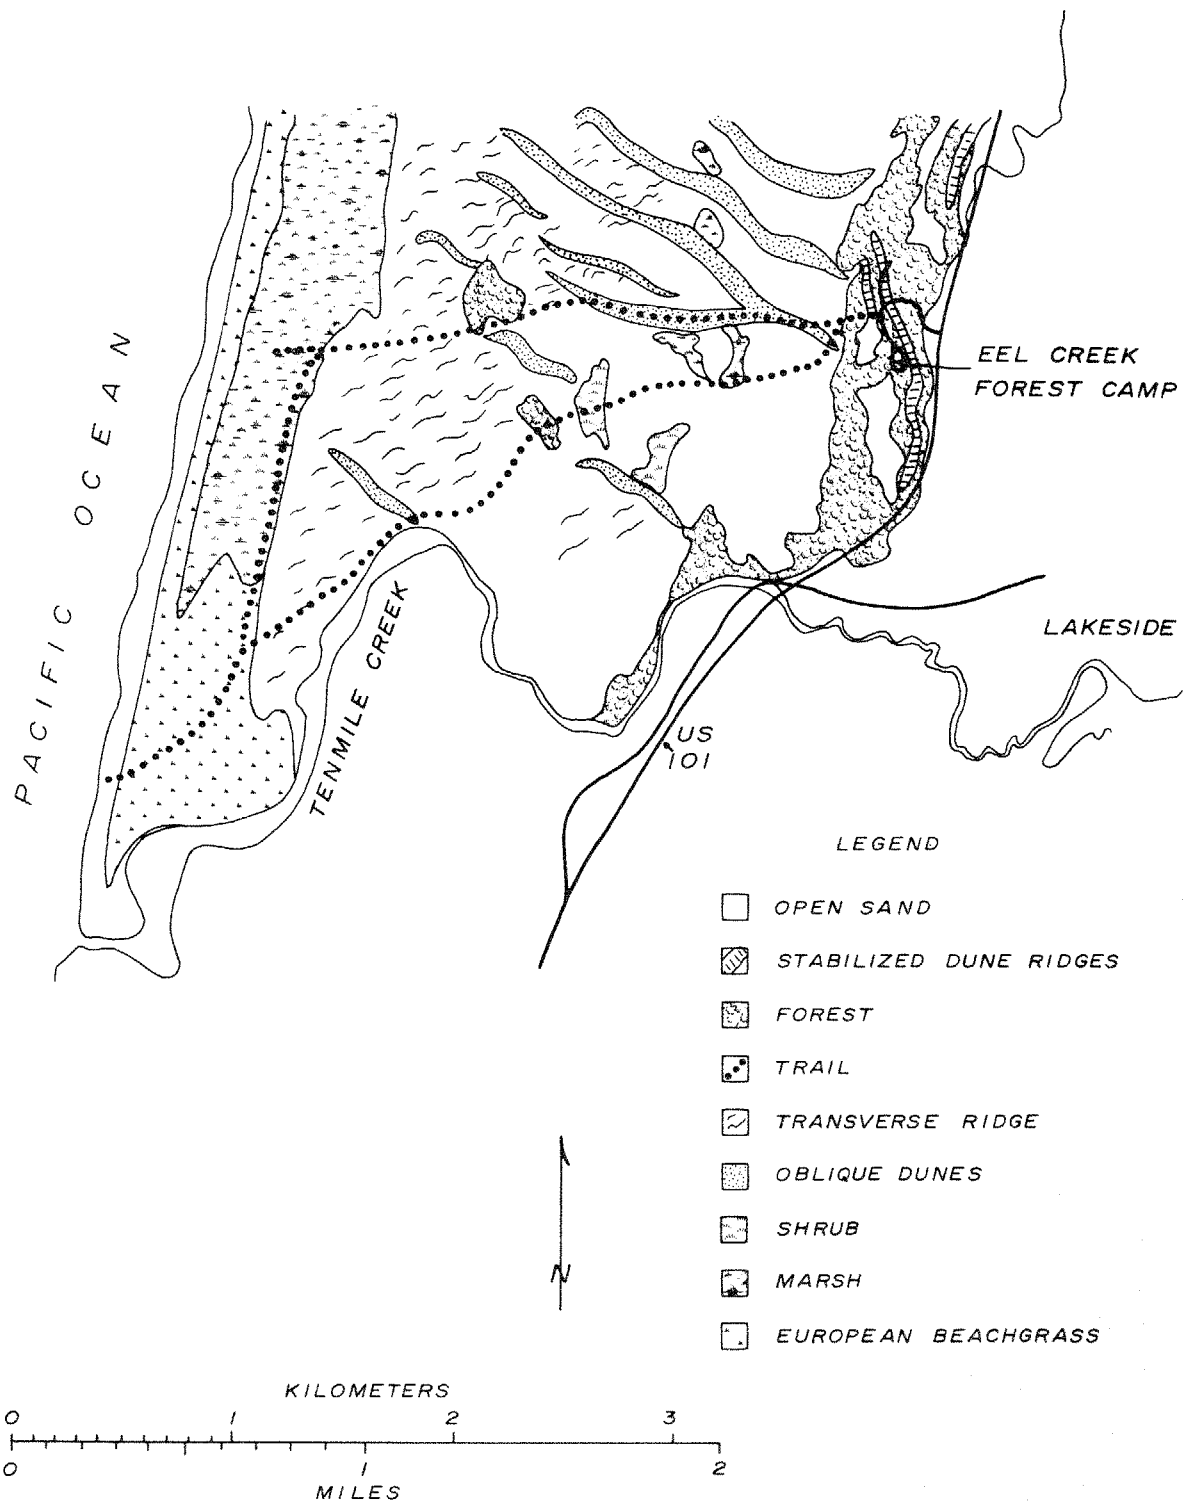 PACIFIC OCEAN
EEL CREEK
FOREST CAMP
TENMILE CREEK
LAKESIDE
US
101
LEGEND
OPEN SAND
STABILIZED DUNE RIDGES
FOREST
TRAIL
TRANSVERSE RIDGE
OBLIQUE DUNES
SHRUB
MARSH
EUROPEAN BEACHGRASS
N
KILOMETERS
0 1 2 3
0 1 2
MILES